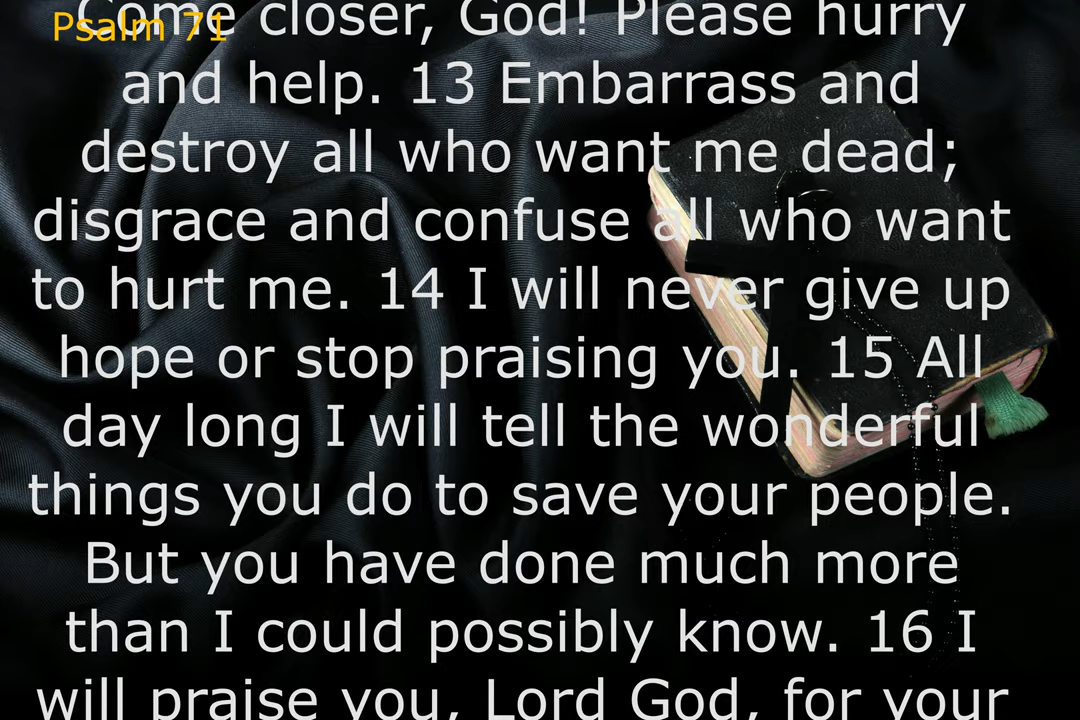 Psalm 71
Come closer, God! Please hurry
and help. 13 Embarrass and
destroy all who want me dead;
disgrace and confuse all who want
to hurt me. 14 I will never give up
hope or stop praising you. 15 All
day long I will tell the wonderful
things you do to save your people.
But you have done much more
than I could possibly know. 16 I
will praise you, Lord God, for your